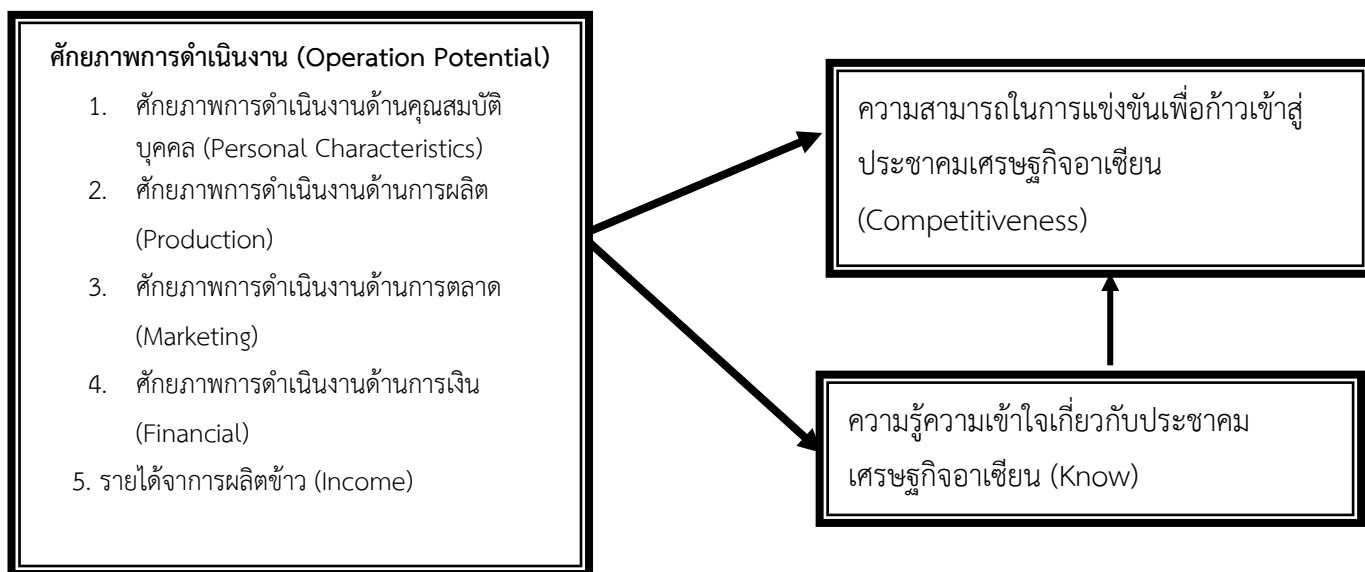 ศักยภาพการดำเนินงาน (Operation Potential)
1. ศักยภาพการดำเนินงานด้านคุณสมบัติ
บุคคล (Personal Characteristics)
2. ศักยภาพการดำเนินงานด้านการผลิต
(Production)
3. ศักยภาพการดำเนินงานด้านการตลาด
(Marketing)
4. ศักยภาพการดำเนินงานด้านการเงิน
(Financial)
5. รายได้จาการผลิตข้าว (Income)
ความสามารถในการแข่งขันเพื่อก้าวเข้าสู่
ประชาคมเศรษฐกิจอาเซียน
(Competitiveness)
ความรู้ความเข้าใจเกี่ยวกับประชาคม
เศรษฐกิจอาเซียน (Know)